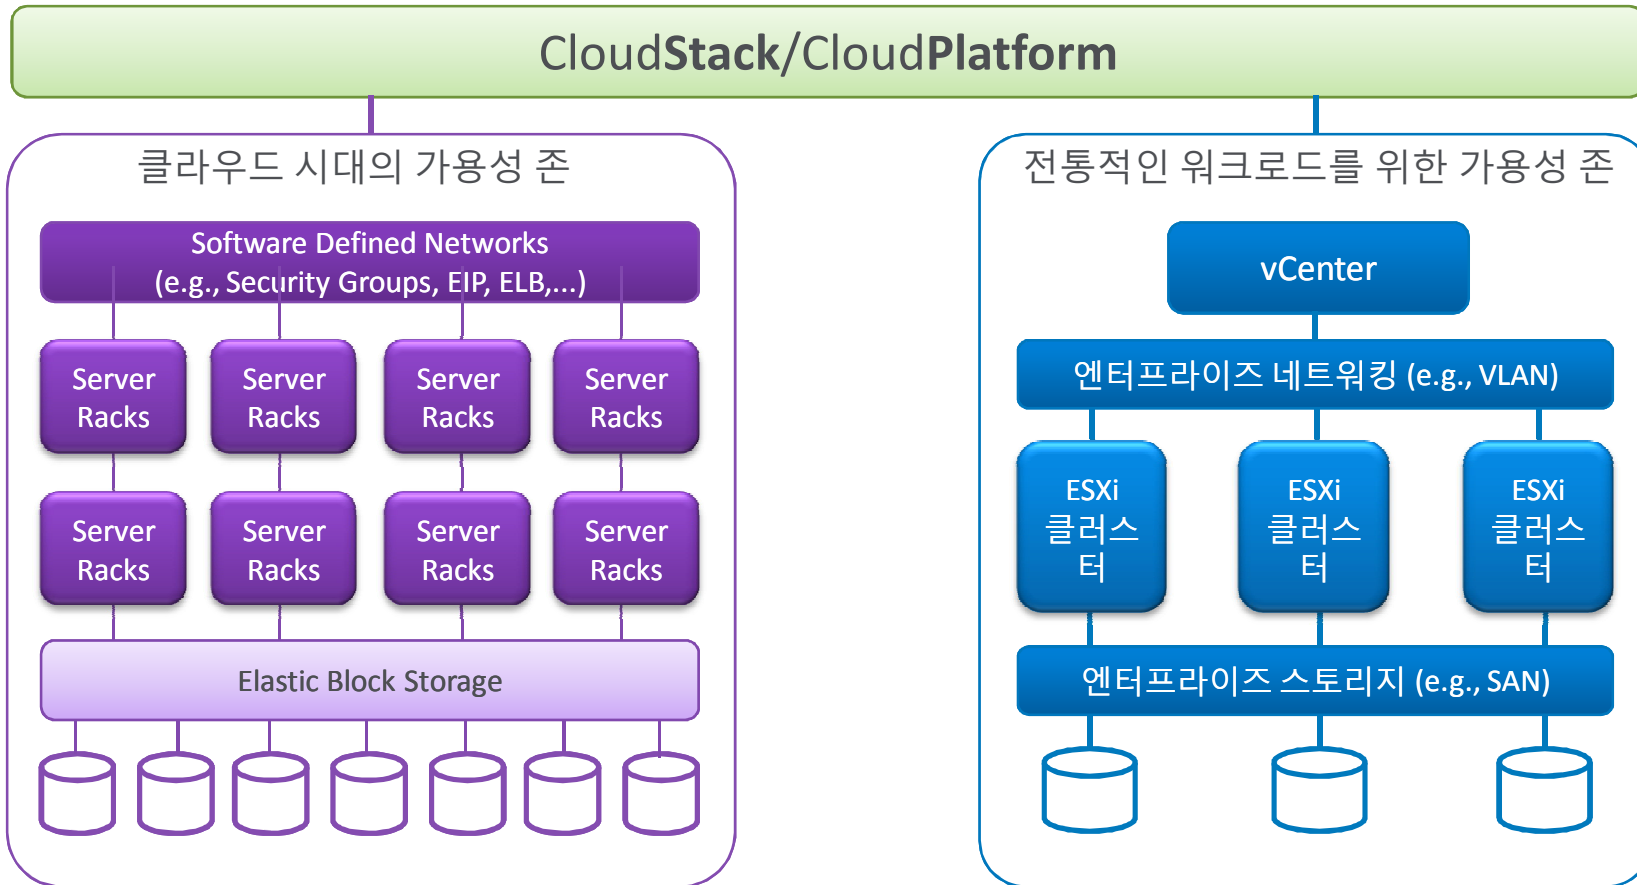 CloudStack/CloudPlatform
클라우드 시대의 가용성 존
Software Defined Networks
(e.g., Security Groups, EIP, ELB,...)
Server
Racks
Server
Racks
Server
Racks
Server
Racks
Server
Racks
Server
Racks
Server
Racks
Server
Racks
Elastic Block Storage
전통적인 워크로드를 위한 가용성 존
vCenter
엔터프라이즈 네트워킹 (e.g., VLAN)
ESXi
클러스
터
ESXi
클러스
터
ESXi
클러스
터
엔터프라이즈 스토리지 (e.g., SAN)